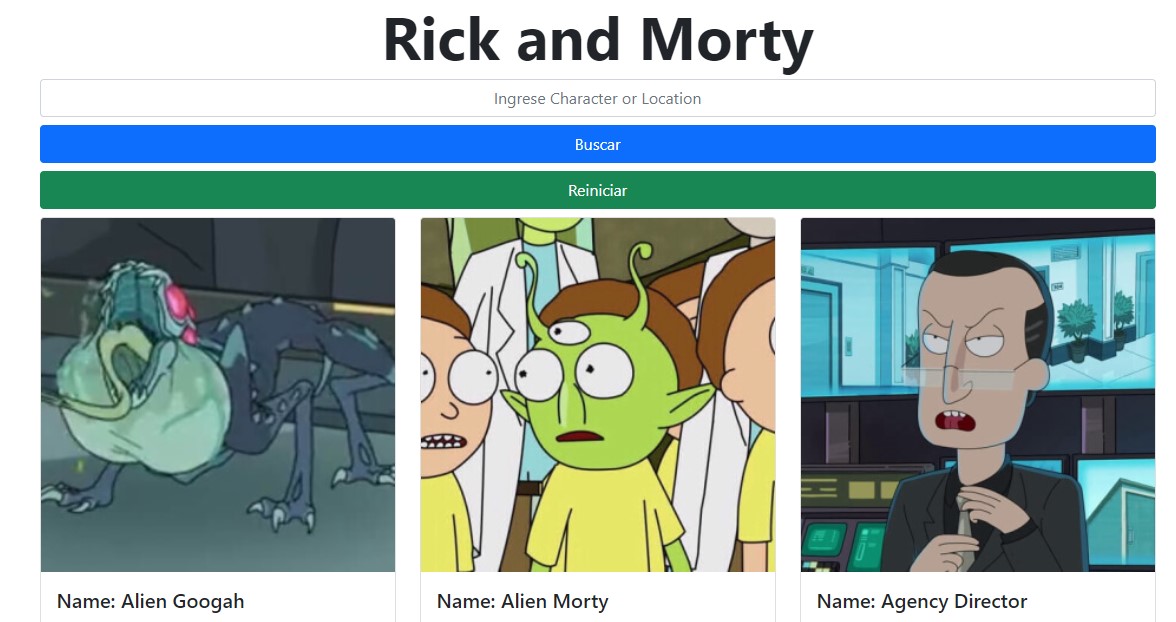 Rick and Morty
Ingrese Character or Location
Buscar
Reiniciar
Name: Alien Googah
Name: Alien Morty
Name: Agency Director